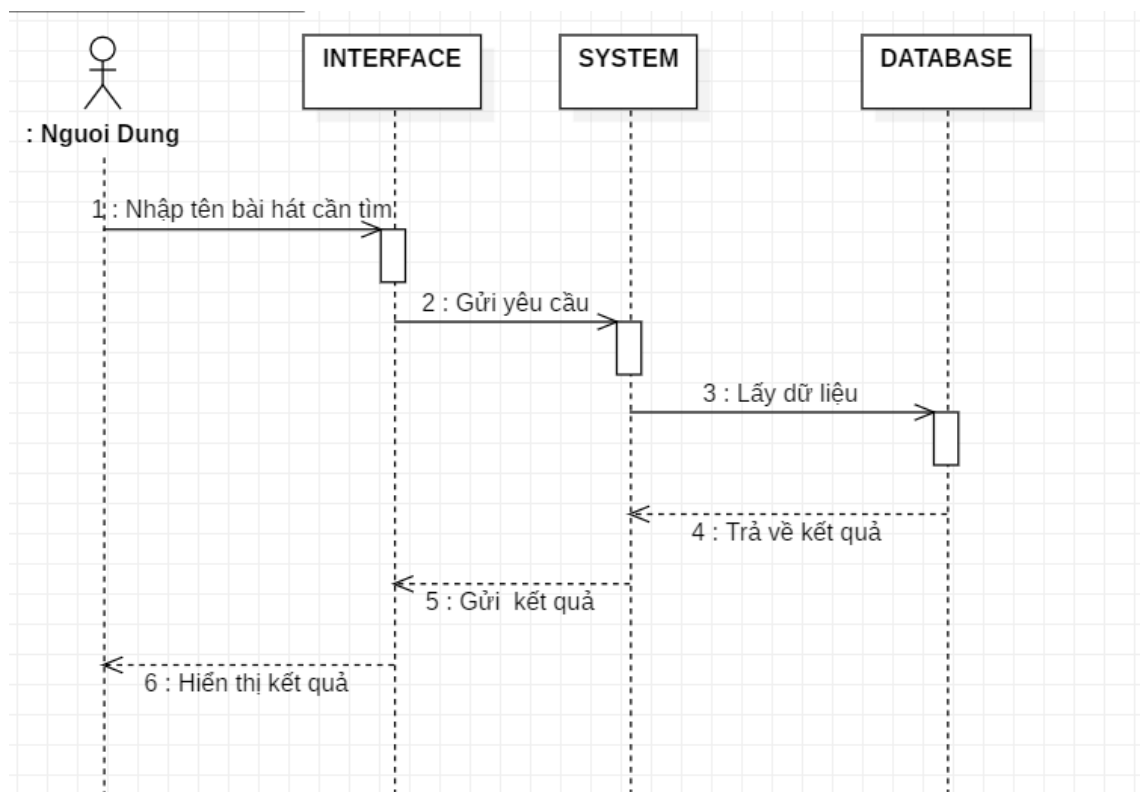 INTERFACE
SYSTEM
DATABASE
: Nguoi Dung
1 : Nhập tên bài hát cần tìm
2 : Gửi yêu cầu
3 : Lấy dữ liệu
4 : Trả về kết quả
5 : Gửi  kết quả
6 : Hiển thị kết quả